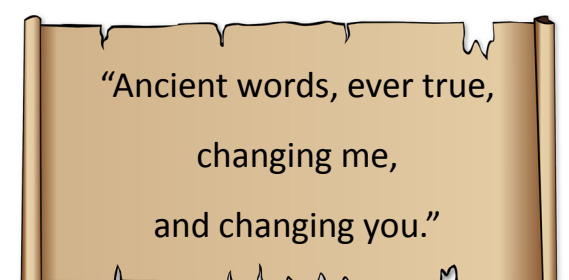 “Ancient words, ever true,
changing me,
and changing you.”